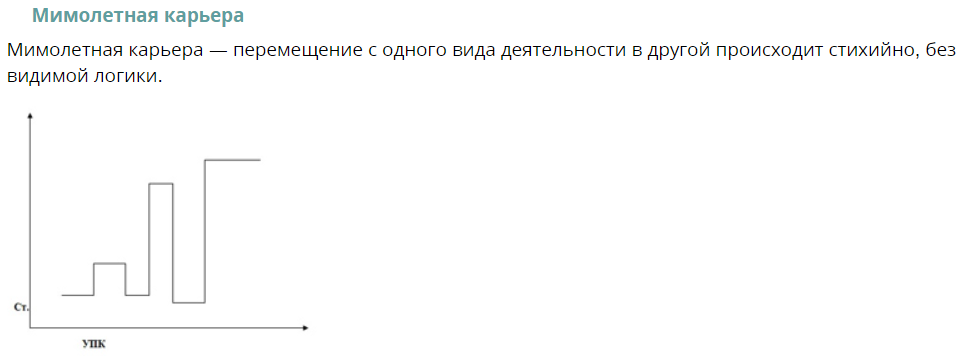 Мимолетная карьера
Мимолетная карьера — перемещение с одного вида деятельности в другой происходит стихийно, без
видимой логики.
Ст.
УПК